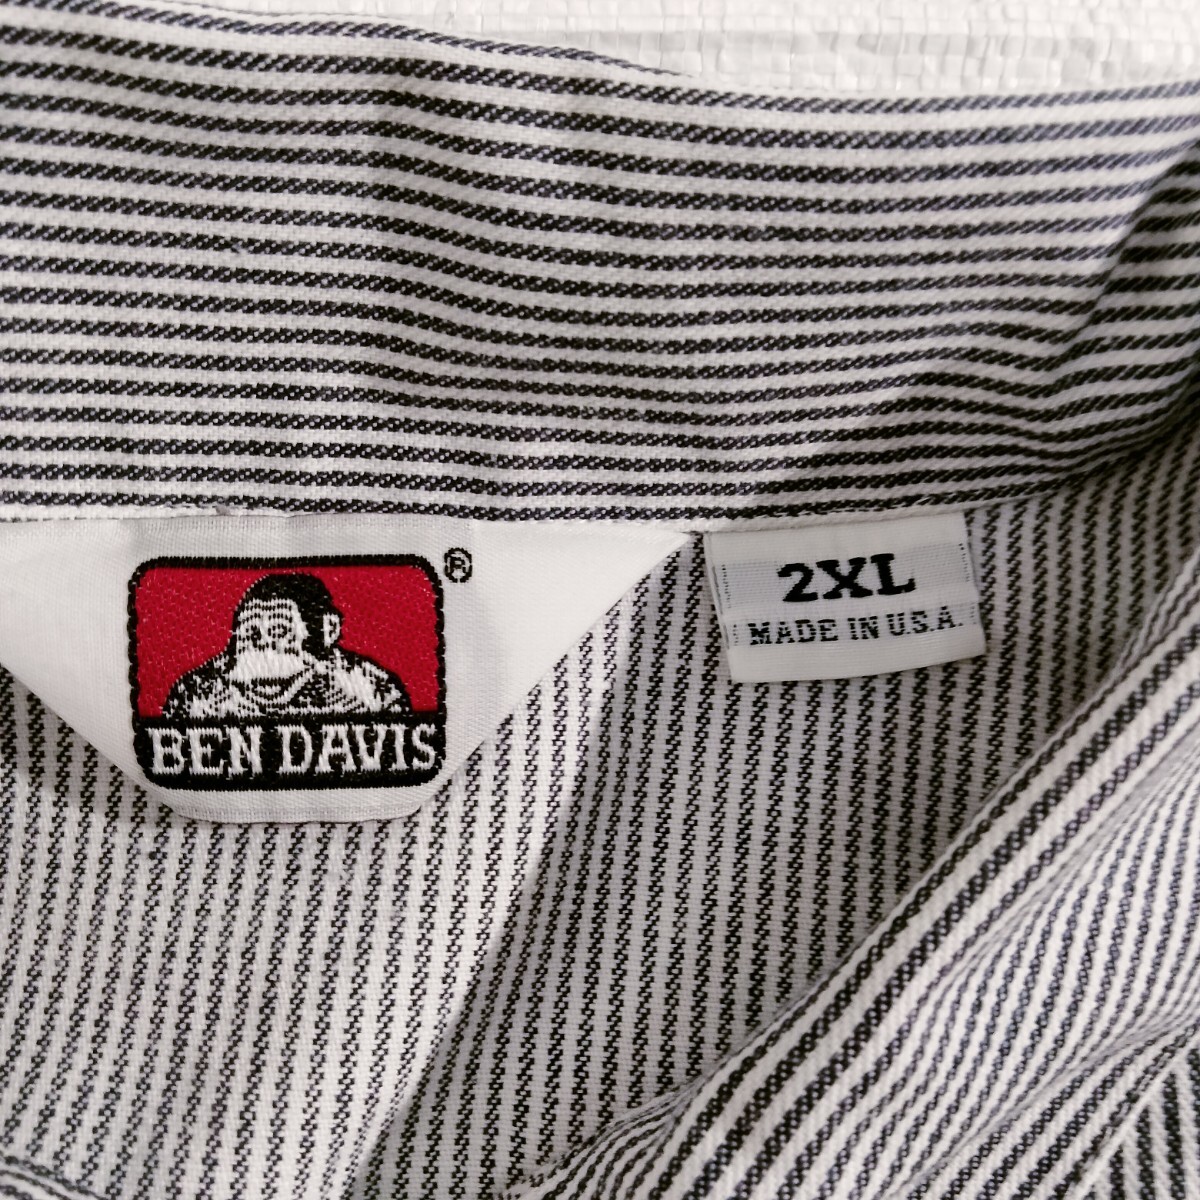 ®
BEN DAVIS
2XL
MADE IN U.S.A.